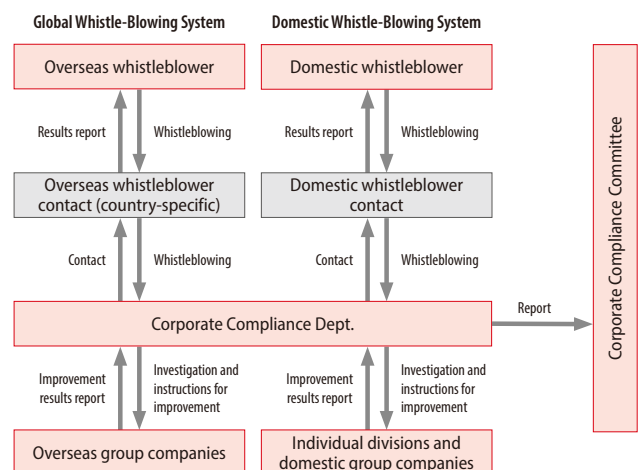 Global Whistle-Blowing System
Domestic Whistle-Blowing System
Overseas whistleblower
Domestic whistleblower
Results report
Whistleblowing
Results report
Whistleblowing
Overseas whistleblower
contact (country-specific)
Domestic whistleblower
contact
Contact
Whistleblowing
Contact
Whistleblowing
Corporate Compliance Dept.
Report
Corporate Compliance Committee
Improvement
results report
Investigation and
instructions for
improvement
Improvement
results report
Investigation and
instructions for
improvement
Overseas group companies
Individual divisions and
domestic group companies